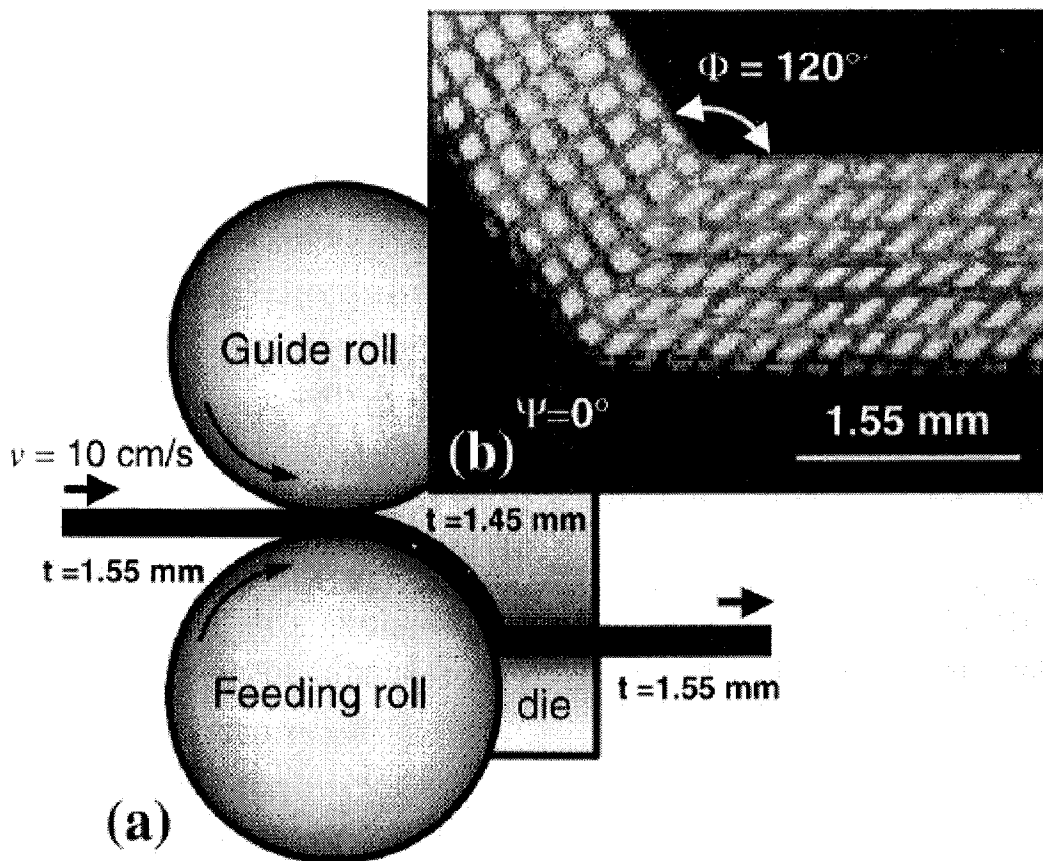 Φ = 120°
Ψ=0°
1.55 mm
(b)
Guide roll
v = 10 cm/s
t =1.45 mm
t =1.55 mm
Feeding roll
die
t =1.55 mm
(a)